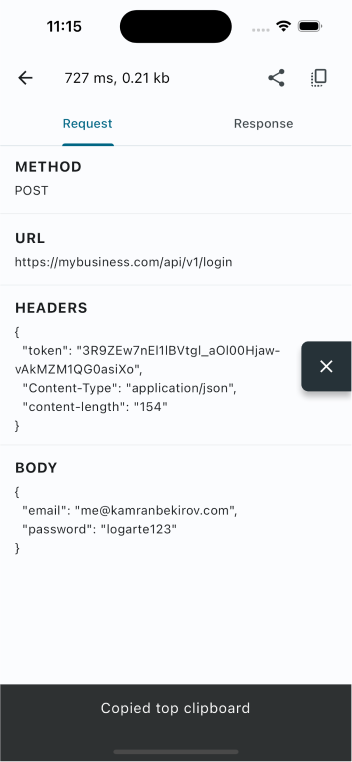 11:15
727 ms, 0.21 kb
Request
Response
METHOD
POST
URL
https://mybusiness.com/api/v1/login
HEADERS
{
"token": "3R9ZEw7nEl1lBVtgl_aOl00Hjaw-
vAkMZM1QG0asiXo",
"Content-Type": "application/json",
"content-length": "154"
}
BODY
{
"email": "me@kamranbekirov.com",
"password": "logarte123"
}
Copied top clipboard